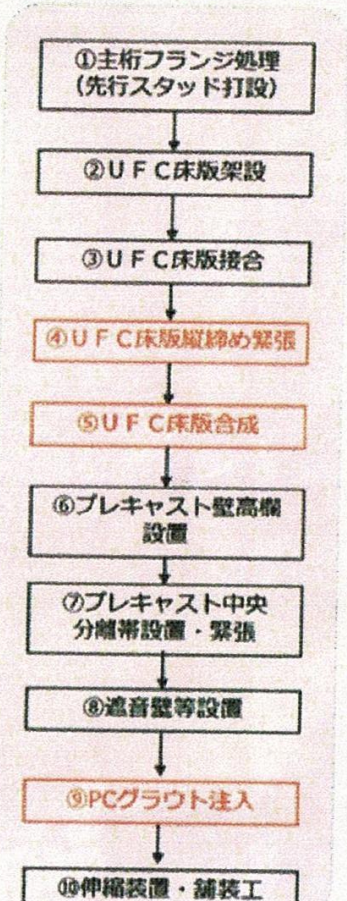 ①主桁フランジ処理
(先行スタッド打設)
②ＵＦＣ床版架設
③ＵＦＣ床版接合
④ＵＦＣ床版縦締め緊張
⑤ＵＦＣ床版合成
⑥プレキャスト壁高欄
設置
⑦プレキャスト中央
分離帯設置・緊張
⑧遮音壁等設置
⑨PCグラウト注入
⑩伸縮装置・舗装工